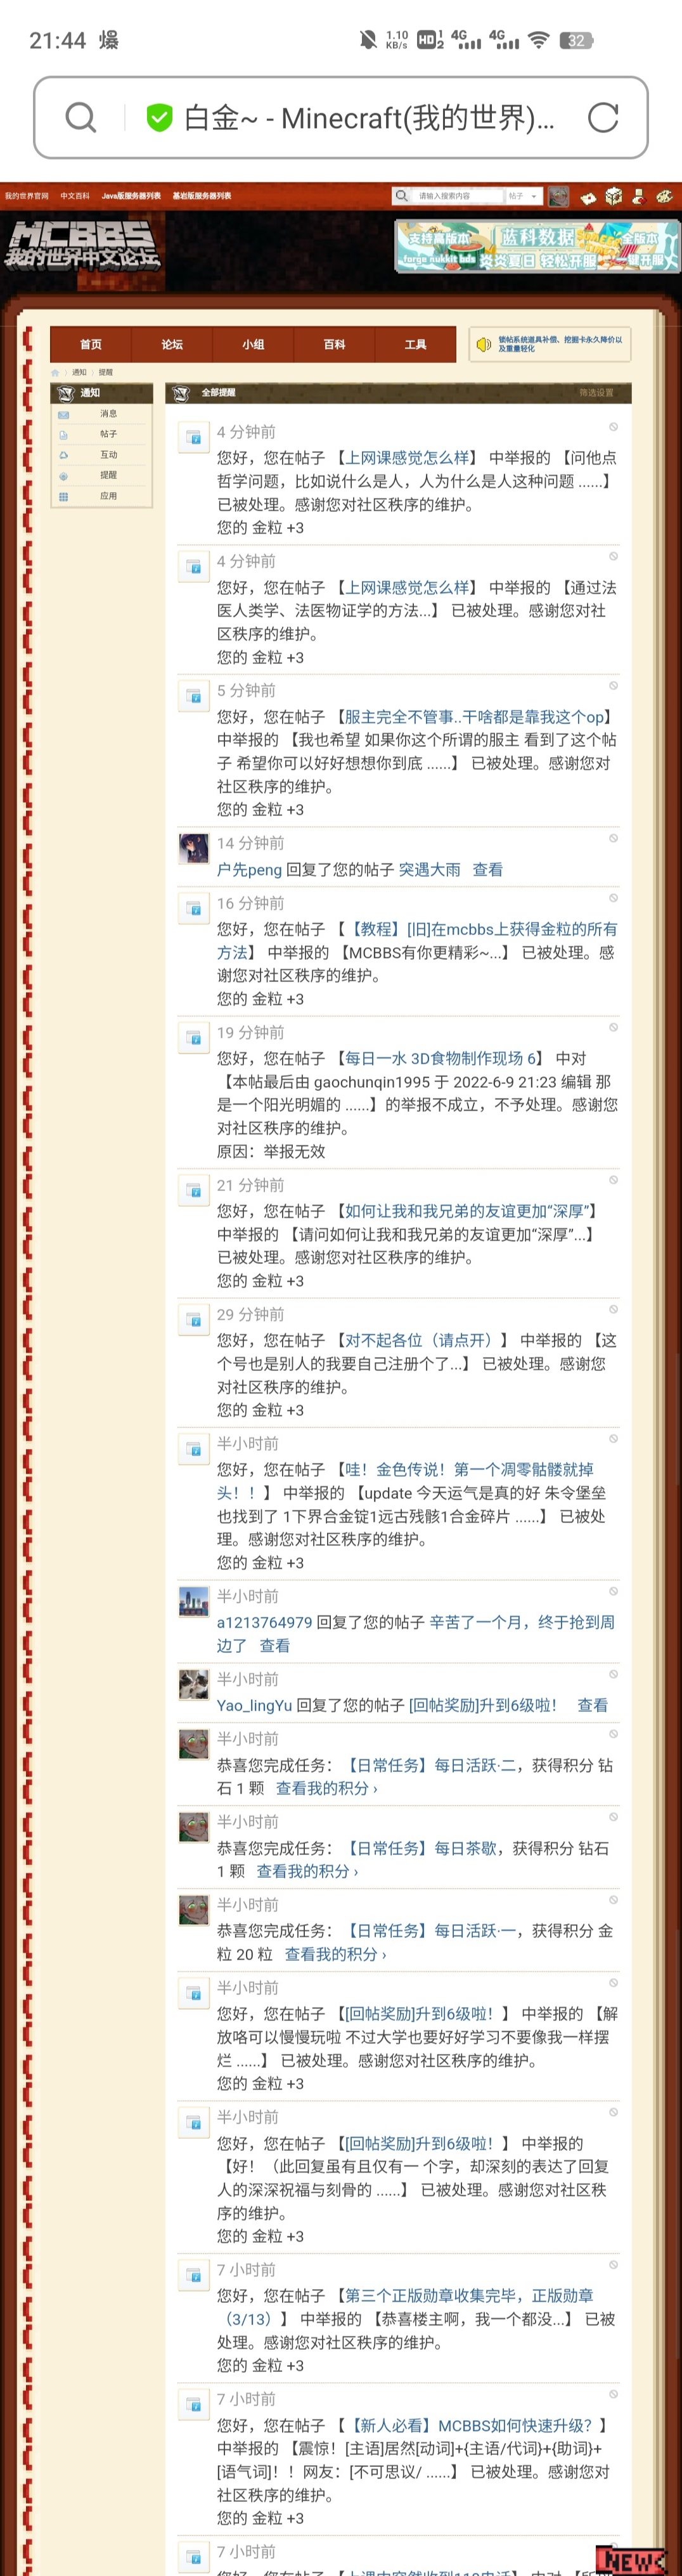 21:44 爆
1.10 KB/s HD 1 2 4G 4G 32
白金~ - Minecraft(我的世界)...
我的世界官网 中文百科 Java版服务器列表 基岩版服务器列表
请输入搜索内容 帖子
MCBBS
我的世界中文论坛
支持高版本 蓝科数据 全版本
forge nukkit bds 炎炎夏日 轻松开服 一键开服
首页 论坛 小组 百科 工具
锁帖系统道具补偿、挖掘卡永久降价以
及重量轻化
通知 提醒
通知
消息
帖子
互动
提醒
应用
全部提醒 筛选设置
4 分钟前
您好，您在帖子 【上网课感觉怎么样】 中举报的 【问他点
哲学问题，比如说什么是人，人为什么是人这种问题 ......】
已被处理。感谢您对社区秩序的维护。
您的 金粒 +3
4 分钟前
您好，您在帖子 【上网课感觉怎么样】 中举报的 【通过法
医人类学、法医物证学的方法...】 已被处理。感谢您对社
区秩序的维护。
您的 金粒 +3
5 分钟前
您好，您在帖子 【服主完全不管事..干啥都是靠我这个op】
中举报的 【我也希望 如果你这个所谓的服主 看到了这个帖
子 希望你可以好好想想你到底 ......】 已被处理。感谢您对
社区秩序的维护。
您的 金粒 +3
14 分钟前
户先peng 回复了您的帖子 突遇大雨 查看
16 分钟前
您好，您在帖子 【【教程】[旧]在mcbbs上获得金粒的所有
方法】 中举报的 【MCBBS有你更精彩~...】 已被处理。感
谢您对社区秩序的维护。
您的 金粒 +3
19 分钟前
您好，您在帖子 【每日一水 3D食物制作现场 6】 中对
【本帖最后由 gaochunqin1995 于 2022-6-9 21:23 编辑 那
是一个阳光明媚的 ......】的举报不成立，不予处理。感谢您
对社区秩序的维护。
原因：举报无效
21 分钟前
您好，您在帖子 【如何让我和我兄弟的友谊更加“深厚”】
中举报的 【请问如何让我和我兄弟的友谊更加“深厚”...】
已被处理。感谢您对社区秩序的维护。
您的 金粒 +3
29 分钟前
您好，您在帖子 【对不起各位（请点开）】 中举报的 【这
个号也是别人的我要自己注册个了...】 已被处理。感谢您
对社区秩序的维护。
您的 金粒 +3
半小时前
您好，您在帖子 【哇！金色传说！第一个凋零骷髅就掉
头！！】 中举报的 【update 今天运气是真的好 朱令堡垒
也找到了 1下界合金锭1远古残骸1合金碎片 ......】 已被处
理。感谢您对社区秩序的维护。
您的 金粒 +3
半小时前
a1213764979 回复了您的帖子 辛苦了一个月，终于抢到周
边了 查看
半小时前
Yao_lingYu 回复了您的帖子 [回帖奖励]升到6级啦！ 查看
半小时前
恭喜您完成任务：【日常任务】每日活跃·二，获得积分 钻
石 1 颗 查看我的积分 ›
半小时前
恭喜您完成任务：【日常任务】每日茶歇，获得积分 钻石
1 颗 查看我的积分 ›
半小时前
恭喜您完成任务：【日常任务】每日活跃·一，获得积分 金
粒 20 粒 查看我的积分 ›
半小时前
您好，您在帖子 【[回帖奖励]升到6级啦！】 中举报的 【解
放咯可以慢慢玩啦 不过大学也要好好学习不要像我一样摆
烂 ......】 已被处理。感谢您对社区秩序的维护。
您的 金粒 +3
半小时前
您好，您在帖子 【[回帖奖励]升到6级啦！】 中举报的
【好！（此回复虽有且仅有一 个字，却深刻的表达了回复
人的深深祝福与刻骨的 ......】 已被处理。感谢您对社区秩
序的维护。
您的 金粒 +3
7 小时前
您好，您在帖子 【第三个正版勋章收集完毕，正版勋章
（3/13）】 中举报的 【恭喜楼主啊，我一个都没...】 已被
处理。感谢您对社区秩序的维护。
您的 金粒 +3
7 小时前
您好，您在帖子 【【新人必看】MCBBS如何快速升级？】
中举报的 【震惊！[主语]居然[动词]+{主语/代词}+{助词}+
[语气词]！！网友：[不可思议/ ......】 已被处理。感谢您对
社区秩序的维护。
您的 金粒 +3
7 小时前
NEW